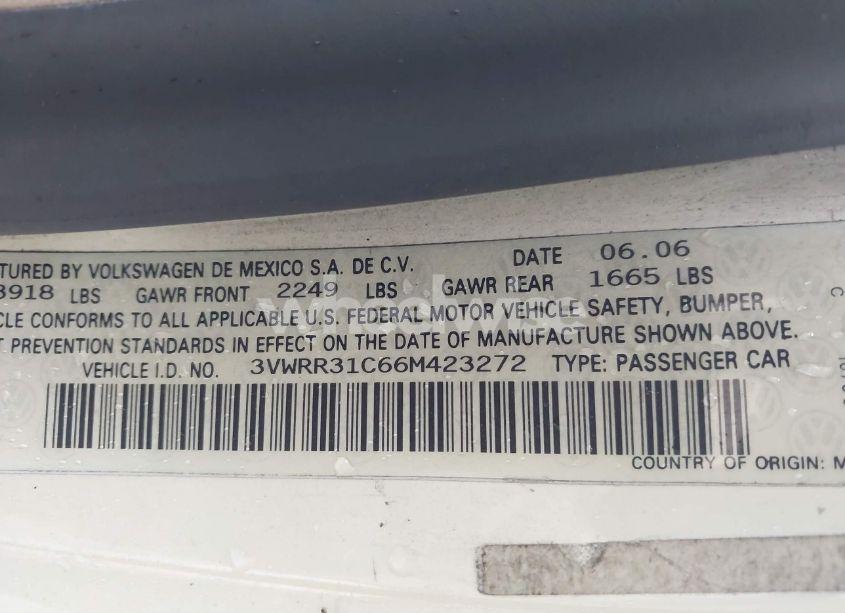 TURED BY VOLKSWAGEN DE MEXICO S.A. DE C.V. DATE 06.06
3918 LBS GAWR FRONT 2249 LBS GAWR REAR 1665 LBS
CLE CONFORMS TO ALL APPLICABLE U.S. FEDERAL MOTOR VEHICLE SAFETY, BUMPER,
T PREVENTION STANDARDS IN EFFECT ON THE DATE OF MANUFACTURE SHOWN ABOVE.
VEHICLE I.D. NO. 3VWRR31C66M423272 TYPE: PASSENGER CAR
COUNTRY OF ORIGIN: M